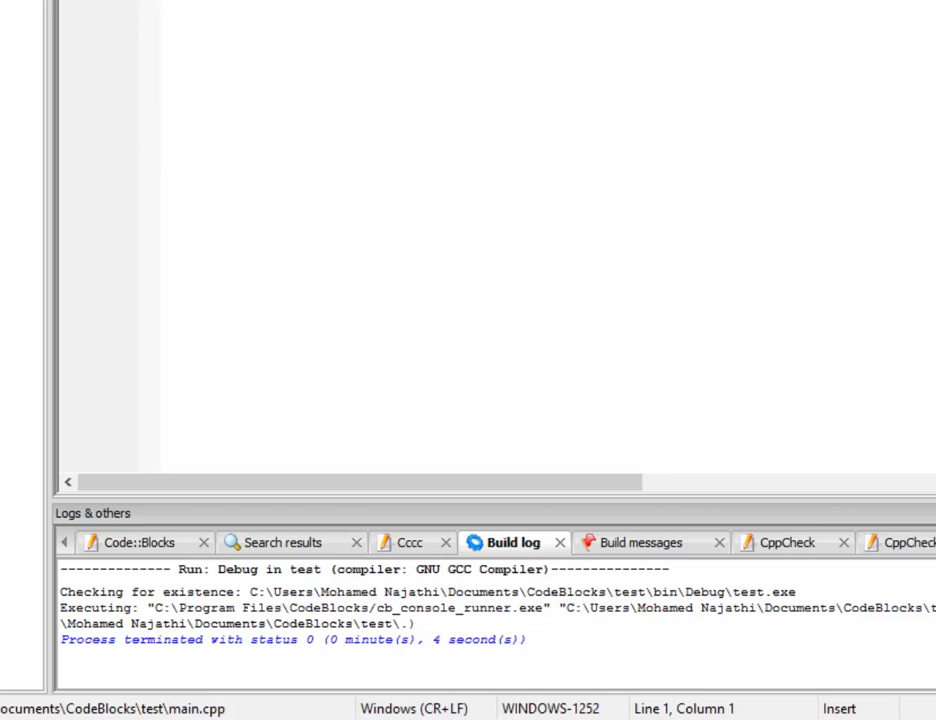 Logs & others
Code::Blocks Search results Cccc Build log Build messages CppCheck CppCheck
-------------- Run: Debug in test (compiler: GNU GCC Compiler)---------------
Checking for existence: C:\Users\Mohamed Najathi\Documents\CodeBlocks\test\bin\Debug\test.exe
Executing: "C:\Program Files\CodeBlocks/cb_console_runner.exe" "C:\Users\Mohamed Najathi\Documents\CodeBlocks\t
\Mohamed Najathi\Documents\CodeBlocks\test\.)
Process terminated with status 0 (0 minute(s), 4 second(s))
ocuments\CodeBlocks\test\main.cpp Windows (CR+LF) WINDOWS-1252 Line 1, Column 1 Insert